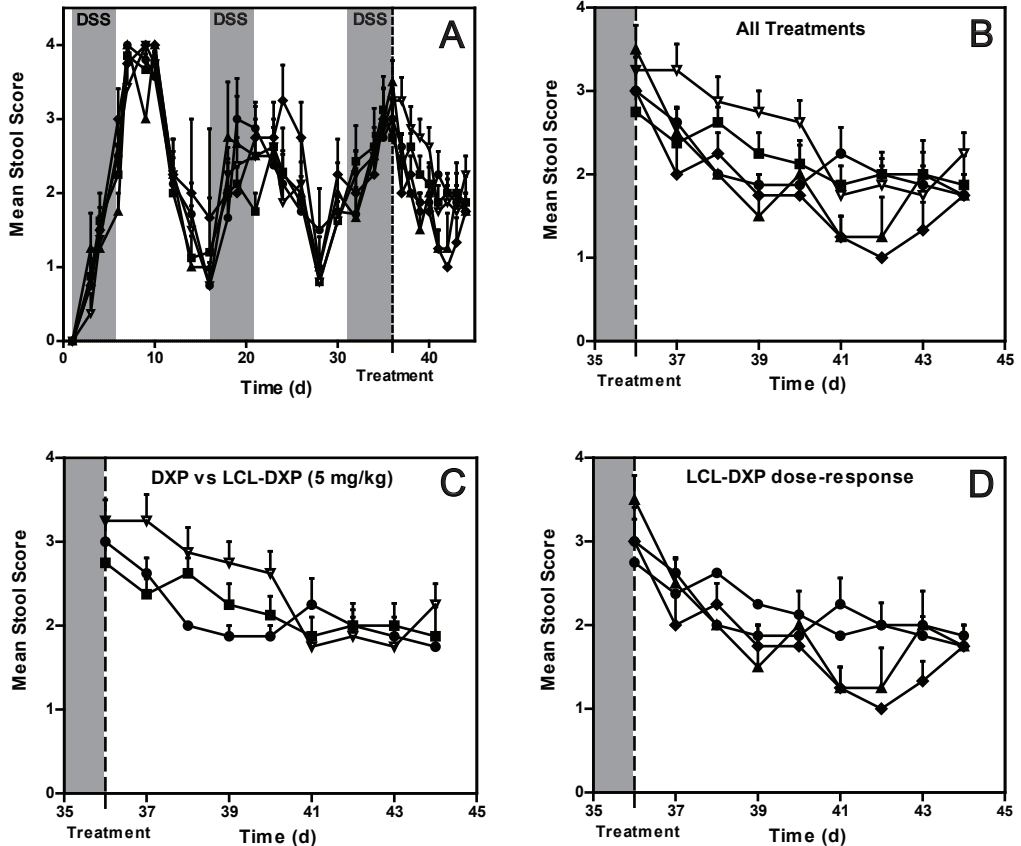 DSS DSS DSS
A
4
3
2
1
0
Mean Stool Score
0 10 20 30 40
Treatment
Time (d)
All Treatments
B
4
3
2
1
0
Mean Stool Score
35 37 39 41 43 45
Treatment
Time (d)
DXP vs LCL-DXP (5 mg/kg)
C
4
3
2
1
0
Mean Stool Score
35 37 39 41 43 45
Treatment
Time (d)
LCL-DXP dose-response
D
4
3
2
1
0
Mean Stool Score
35 37 39 41 43 45
Treatment
Time (d)